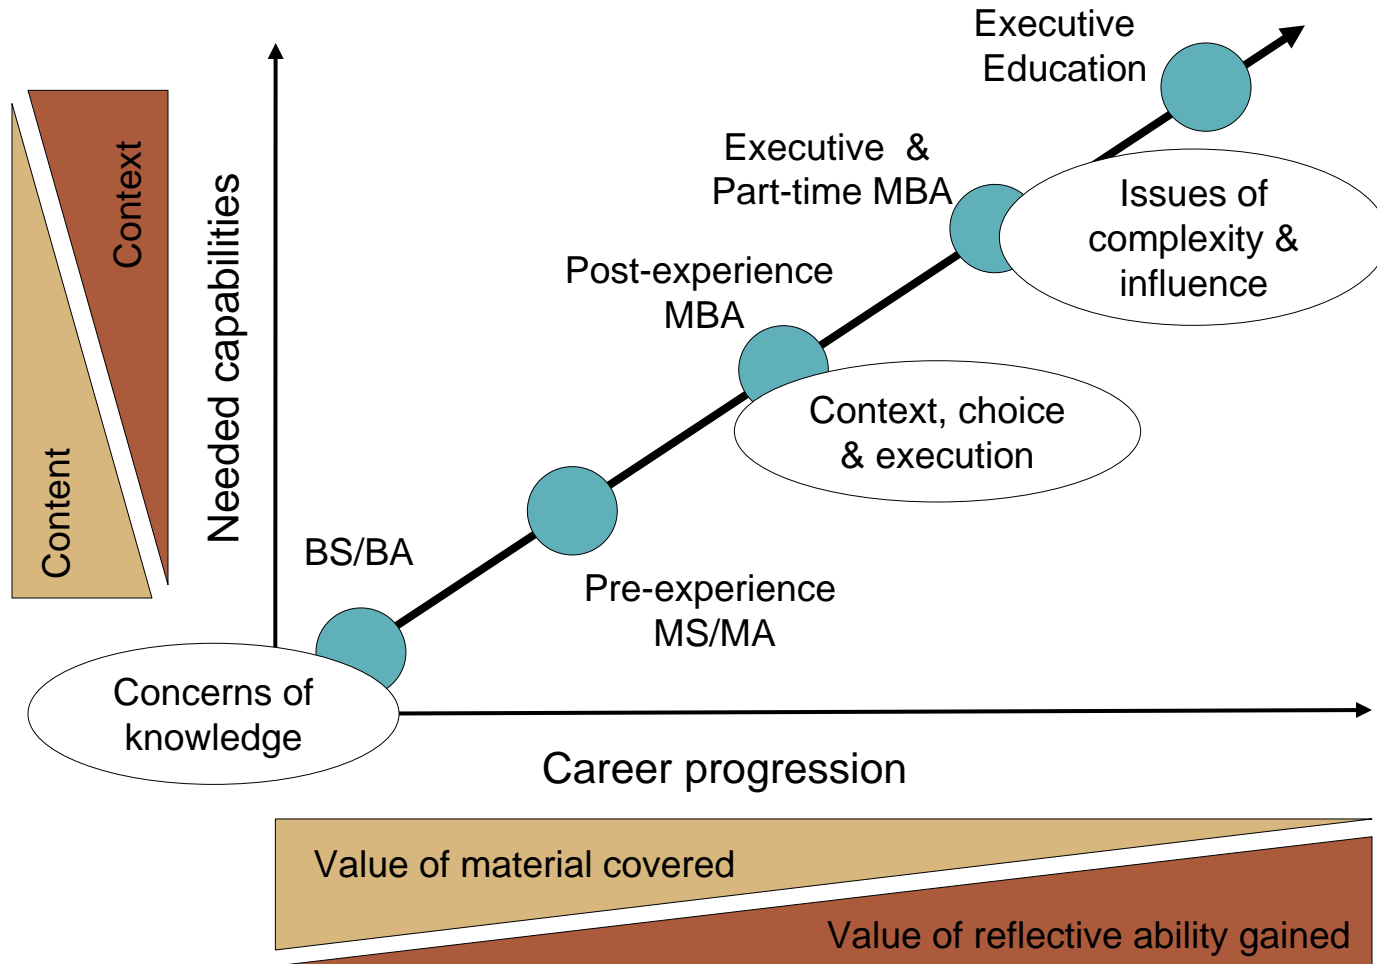 Executive
Education
Executive &
Part-time MBA
Issues of
complexity &
influence
Post-experience
MBA
Context, choice
& execution
Context
Content
Needed capabilities
BS/BA
Pre-experience
MS/MA
Concerns of
knowledge
Career progression
Value of material covered
Value of reflective ability gained